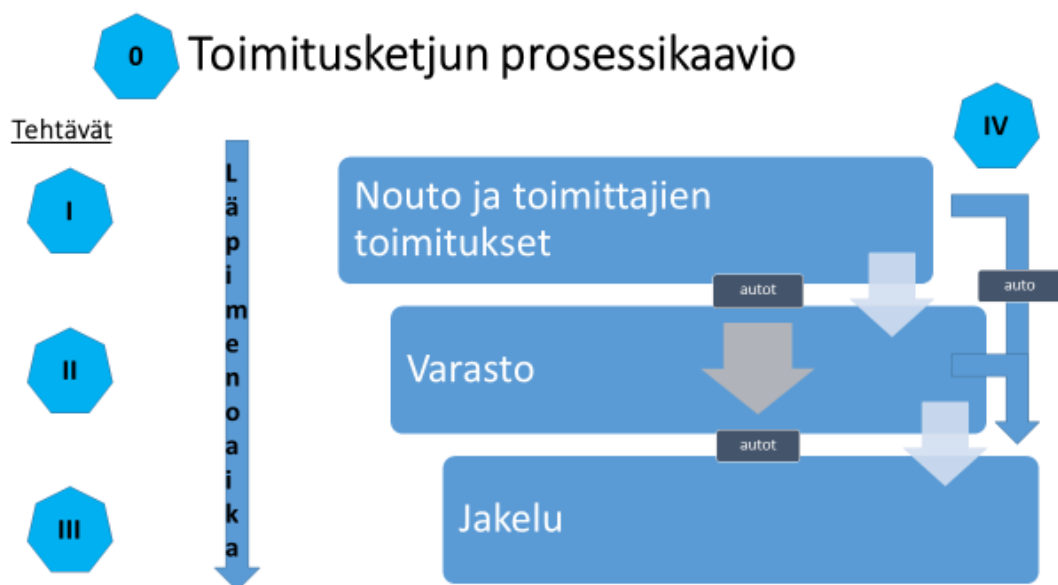 0 Toimitusketjun prosessikaavio
Tehtävät
IV
I
Nouto ja toimittajien
toimitukset
autot
auto
II
Varasto
autot
III
Jakelu
Läpimenoaika